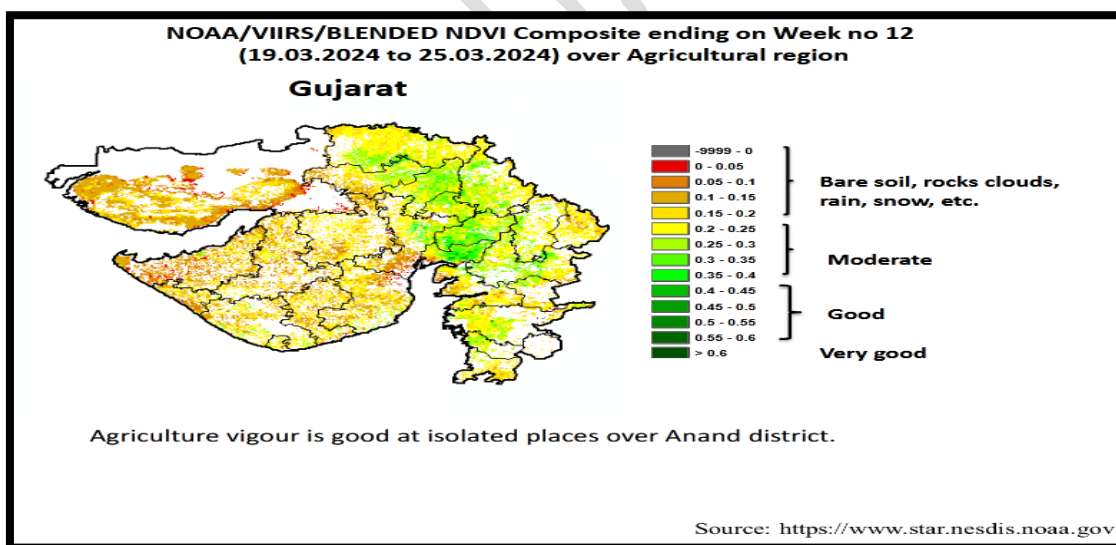 NOAA/VIIRS/BLENDED NDVI Composite ending on Week no 12
(19.03.2024 to 25.03.2024) over Agricultural region
Gujarat
-9999 - 0
0 - 0.05
0.05 - 0.1
0.1 - 0.15
0.15 - 0.2
0.2 - 0.25
0.25 - 0.3
0.3 - 0.35
0.35 - 0.4
0.4 - 0.45
0.45 - 0.5
0.5 - 0.55
0.55 - 0.6
> 0.6
Bare soil, rocks clouds,
rain, snow, etc.
Moderate
Good
Very good
Agriculture vigour is good at isolated places over Anand district.
Source: https://www.star.nesdis.noaa.gov